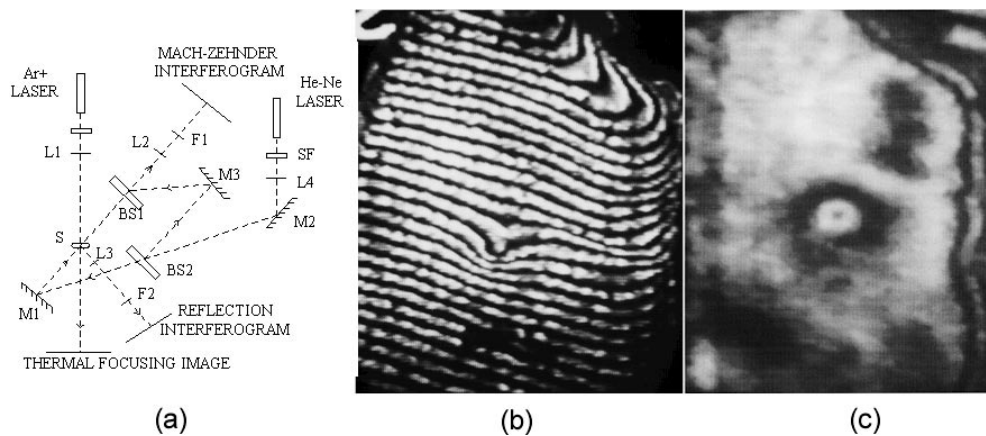 MACH-ZEHNDER
INTERFEROGRAM
Ar+
LASER
He-Ne
LASER
L1
L2
F1
SF
M3
L4
BS1
M2
S
L3
BS2
F2
M1
REFLECTION
INTERFEROGRAM
THERMAL FOCUSING IMAGE
(a)
(b)
(c)